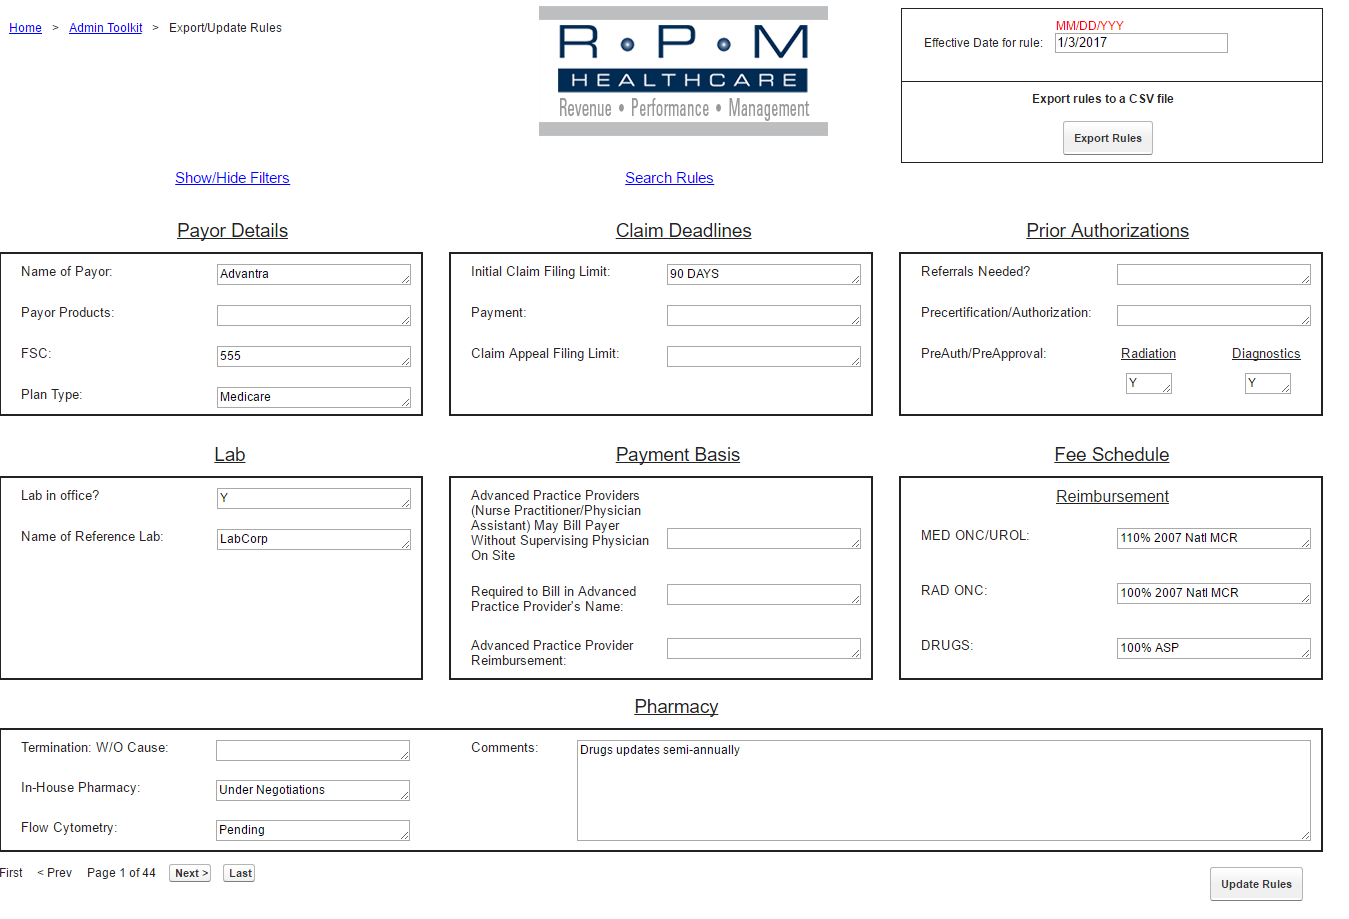 Home > Admin Toolkit > Export/Update Rules
R • P • M
HEALTHCARE
Revenue • Performance • Management
MM/DD/YYY
Effective Date for rule: 1/3/2017
Export rules to a CSV file
Export Rules
Show/Hide Filters
Search Rules
Payor Details
Name of Payor: Advantra
Payor Products:
FSC: 555
Plan Type: Medicare
Claim Deadlines
Initial Claim Filing Limit: 90 DAYS
Payment:
Claim Appeal Filing Limit:
Prior Authorizations
Referrals Needed?
Precertification/Authorization:
PreAuth/PreApproval: Radiation Diagnostics
Y Y
Lab
Lab in office? Y
Name of Reference Lab: LabCorp
Payment Basis
Advanced Practice Providers
(Nurse Practitioner/Physician
Assistant) May Bill Payer
Without Supervising Physician
On Site
Required to Bill in Advanced
Practice Provider's Name:
Advanced Practice Provider
Reimbursement:
Fee Schedule
Reimbursement
MED ONC/UROL: 110% 2007 Natl MCR
RAD ONC: 100% 2007 Natl MCR
DRUGS: 100% ASP
Pharmacy
Termination: W/O Cause:
In-House Pharmacy: Under Negotiations
Flow Cytometry: Pending
Comments: Drugs updates semi-annually
First < Prev Page 1 of 44 Next > Last
Update Rules